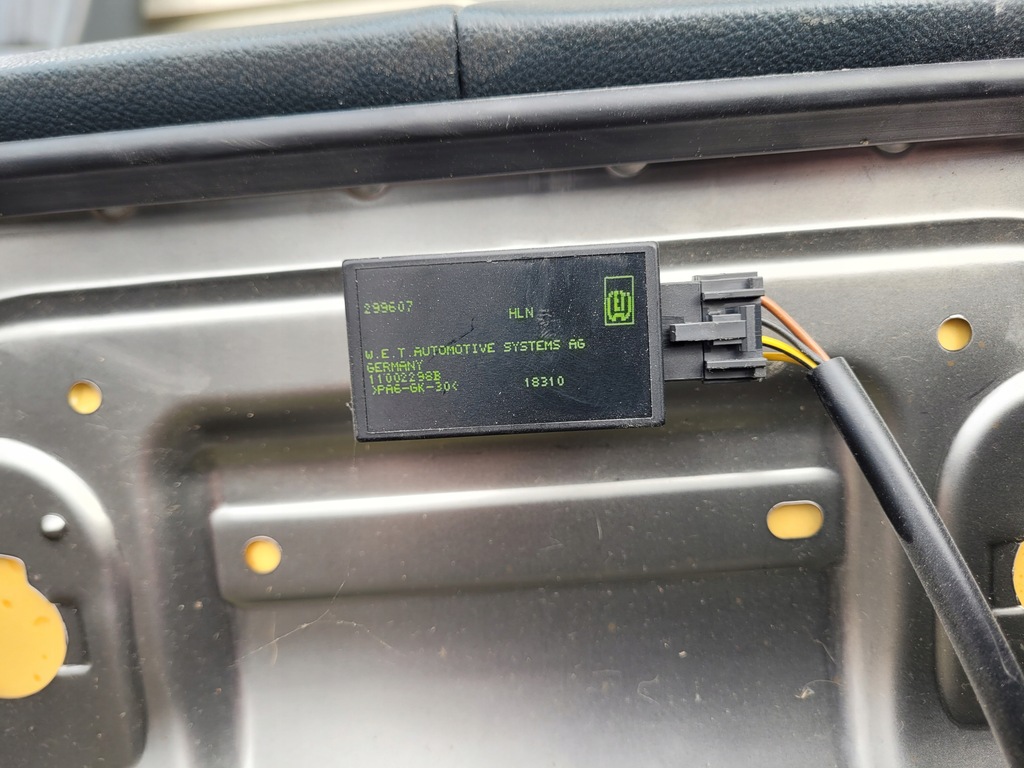 299607
HLN
W.E.T.AUTOMOTIVE SYSTEMS AG
GERMANY
11002298B
>PA6-GK-30< 18310